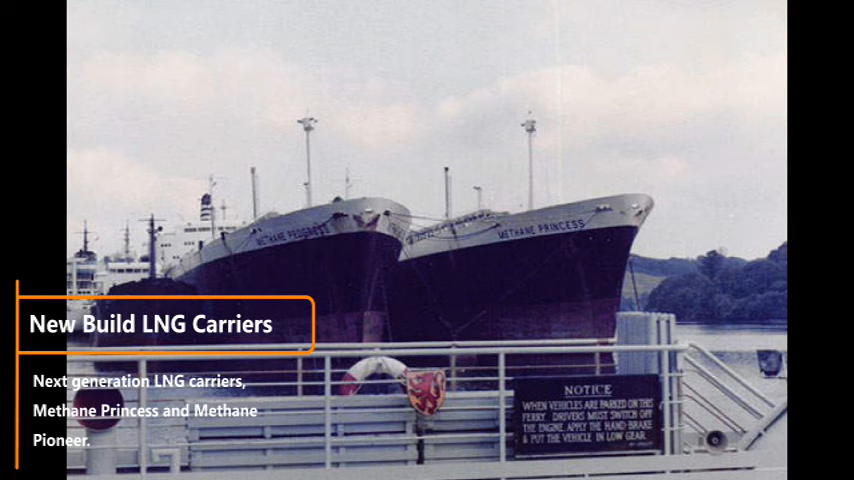 METHANE PROGRESS
METHANE PRINCESS
New Build LNG Carriers
Next generation LNG carriers,
Methane Princess and Methane
Pioneer.
NOTICE
WHEN VEHICLES ARE PARKED ON THIS
FERRY DRIVERS MUST SWITCH OFF
THE ENGINE, APPLY THE HAND-BRAKE
& PUT THE VEHICLE IN LOW GEAR.